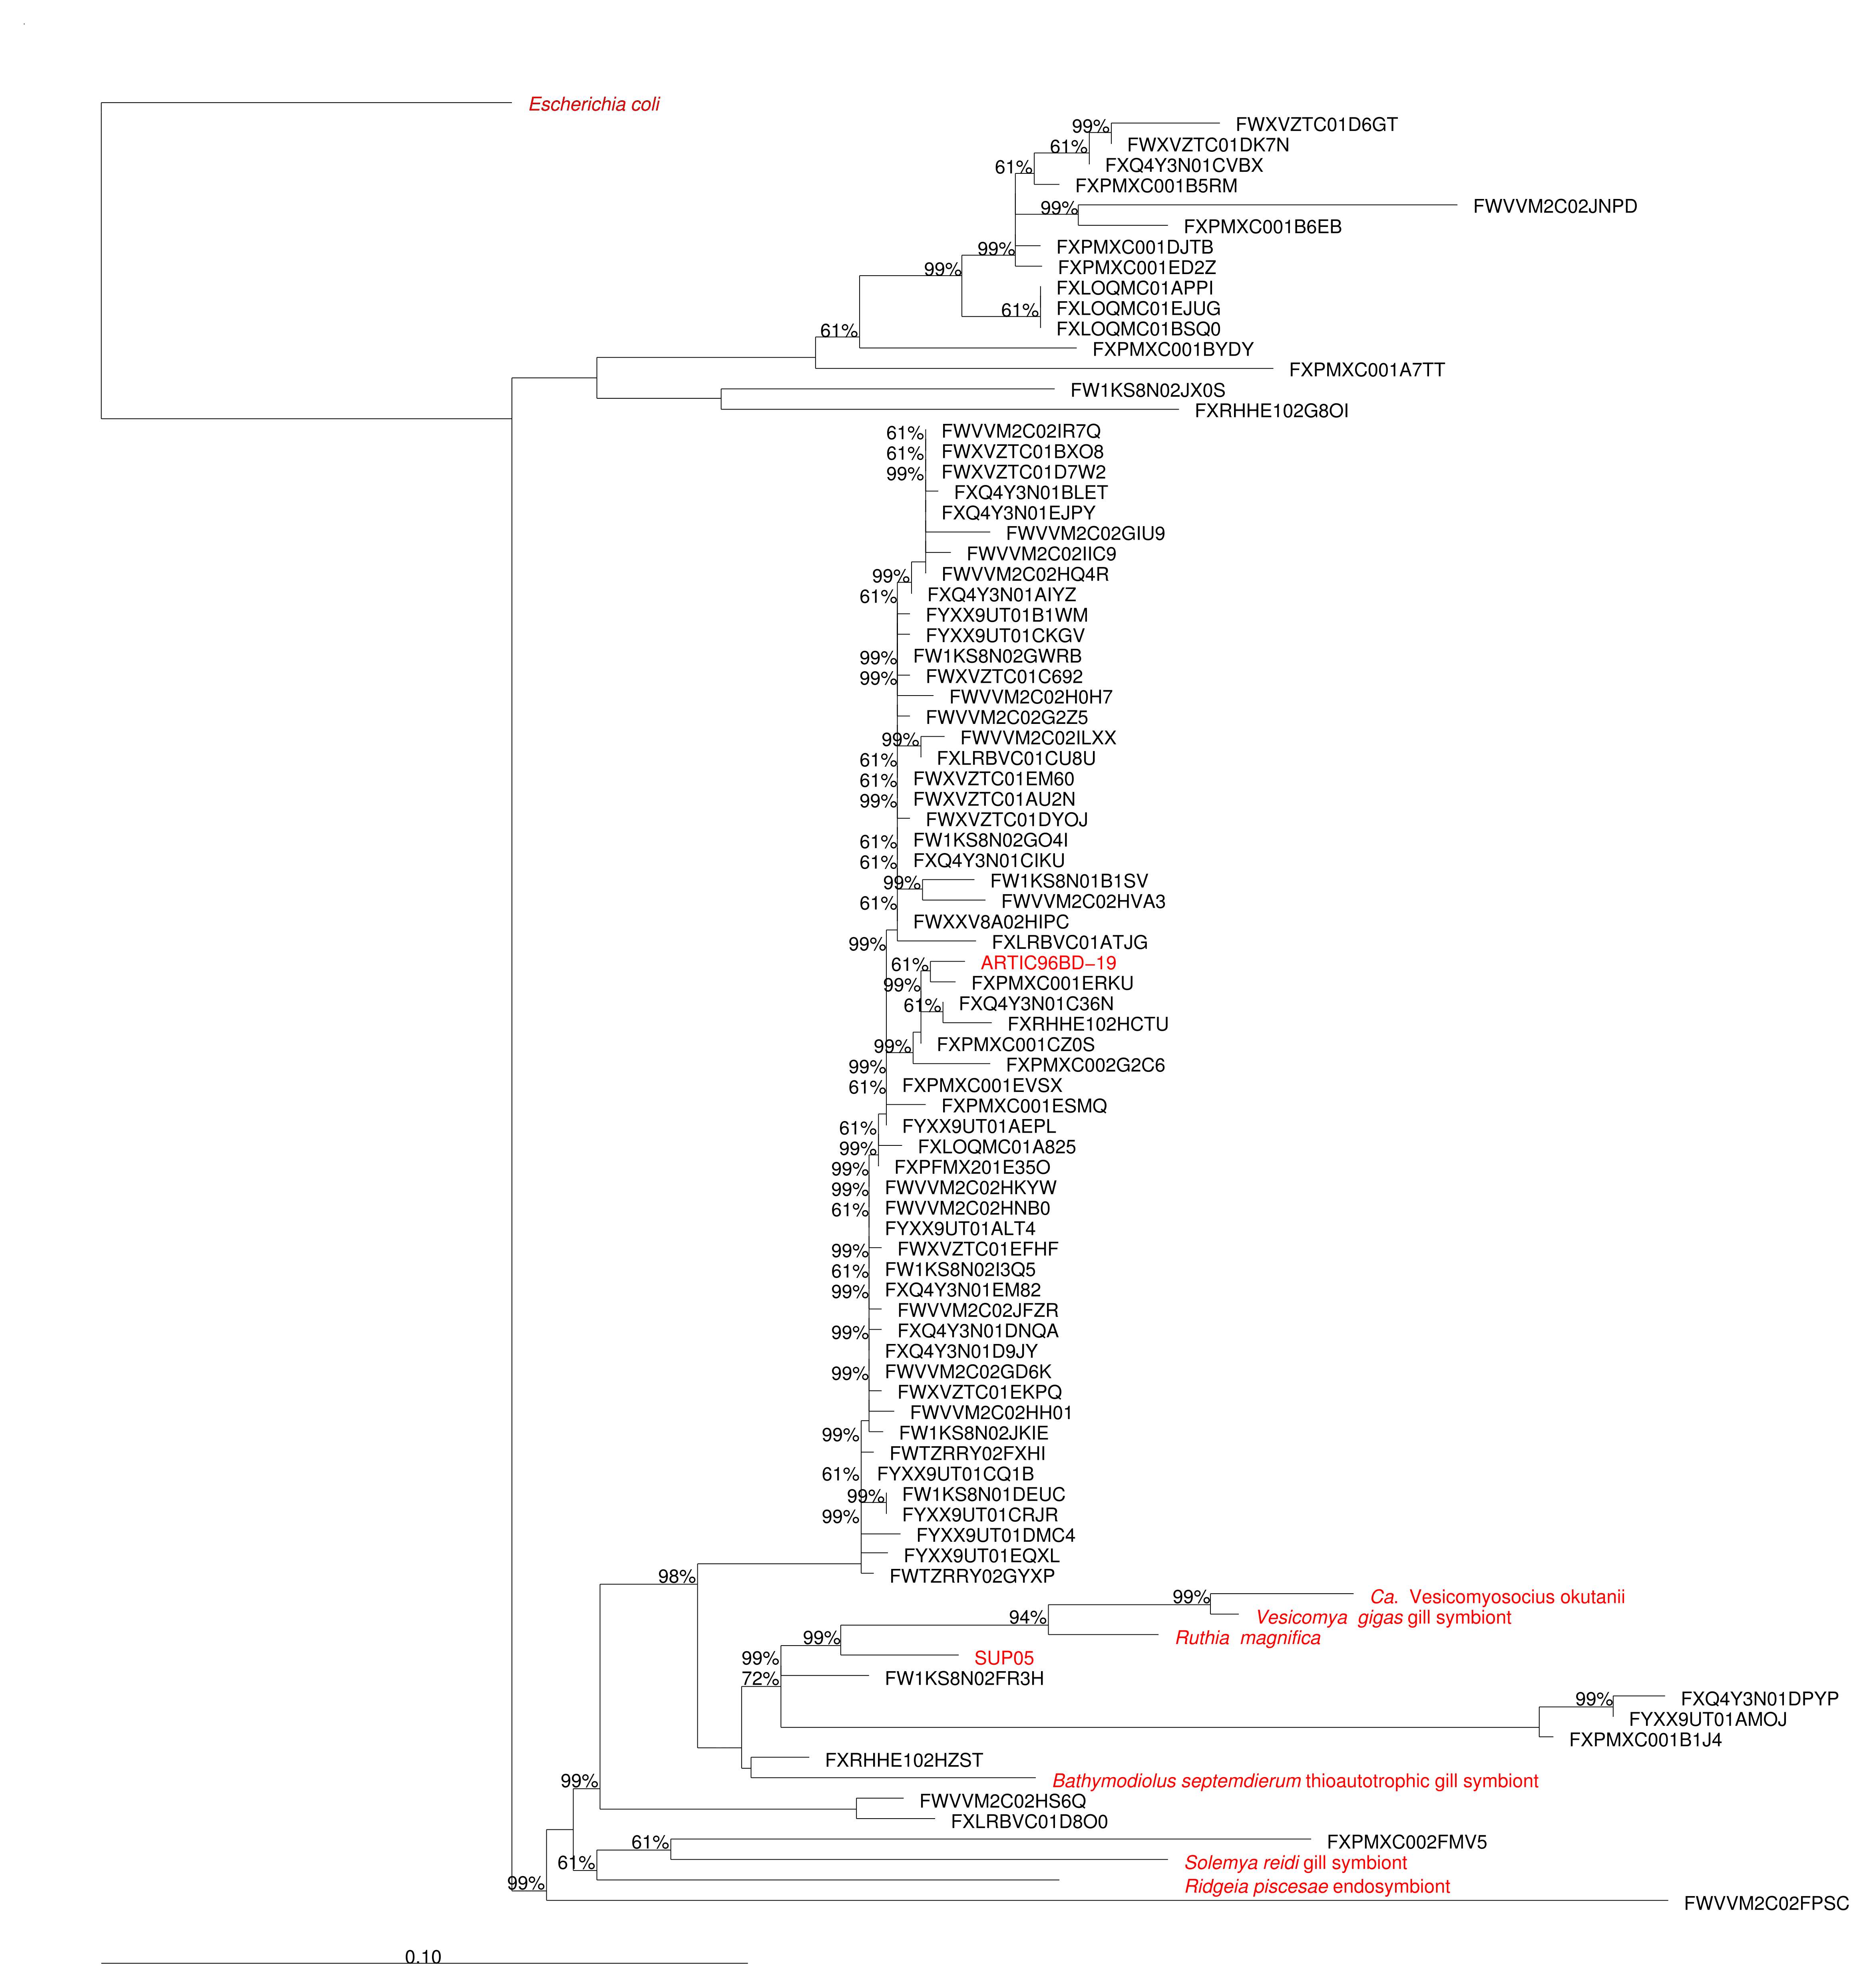 Escherichia coli
99% FWXVZTC01D6GT
61% FWXVZTC01DK7N
FXQ4Y3N01CVBX
61% FXPMXC001B5RM
99% FWVVM2C02JNPD
FXPMXC001B6EB
99% FXPMXC001DJTB
99% FXPMXC001ED2Z
FXLOQMC01APPI
61% FXLOQMC01EJUG
61% FXLOQMC01BSQ0
FXPMXC001BYDY
FXPMXC001A7TT
FW1KS8N02JX0S
FXRHHE102G8OI
61% FWVVM2C02IR7Q
61% FWXVZTC01BXO8
99% FWXVZTC01D7W2
FXQ4Y3N01BLET
FXQ4Y3N01EJPY
FWVVM2C02GIU9
FWVVM2C02IIC9
99% FWVVM2C02HQ4R
61% FXQ4Y3N01AIYZ
FYXX9UT01B1WM
FYXX9UT01CKGV
99% FW1KS8N02GWRB
99% FWXVZTC01C692
FWVVM2C02H0H7
FWVVM2C02G2Z5
99% FWVVM2C02ILXX
61% FXLRBVC01CU8U
61% FWXVZTC01EM60
99% FWXVZTC01AU2N
FWXVZTC01DYOJ
61% FW1KS8N02GO4I
61% FXQ4Y3N01CIKU
99% FW1KS8N01B1SV
61% FWVVM2C02HVA3
FWXXV8A02HIPC
99% FXLRBVC01ATJG
61% ARTIC96BD−19
99% FXPMXC001ERKU
61% FXQ4Y3N01C36N
FXRHHE102HCTU
99% FXPMXC001CZ0S
99% FXPMXC002G2C6
61% FXPMXC001EVSX
FXPMXC001ESMQ
61% FYXX9UT01AEPL
99% FXLOQMC01A825
99% FXPFMX201E35O
99% FWVVM2C02HKYW
61% FWVVM2C02HNB0
FYXX9UT01ALT4
99% FWXVZTC01EFHF
61% FW1KS8N02I3Q5
99% FXQ4Y3N01EM82
FWVVM2C02JFZR
99% FXQ4Y3N01DNQA
FXQ4Y3N01D9JY
99% FWVVM2C02GD6K
FWXVZTC01EKPQ
FWVVM2C02HH01
99% FW1KS8N02JKIE
FWTZRRY02FXHI
61% FYXX9UT01CQ1B
99% FW1KS8N01DEUC
99% FYXX9UT01CRJR
FYXX9UT01DMC4
FYXX9UT01EQXL
98% FWTZRRY02GYXP
99% Ca. Vesicomyosocius okutanii
94% Vesicomya gigas gill symbiont
99% Ruthia magnifica
99% SUP05
72% FW1KS8N02FR3H
99% FXQ4Y3N01DPYP
FYXX9UT01AMOJ
FXPMXC001B1J4
FXRHHE102HZST
99% Bathymodiolus septemdierum thioautotrophic gill symbiont
FWVVM2C02HS6Q
FXLRBVC01D8O0
61% FXPMXC002FMV5
61% Solemya reidi gill symbiont
99% Ridgeia piscesae endosymbiont
FWVVM2C02FPSC
0.10